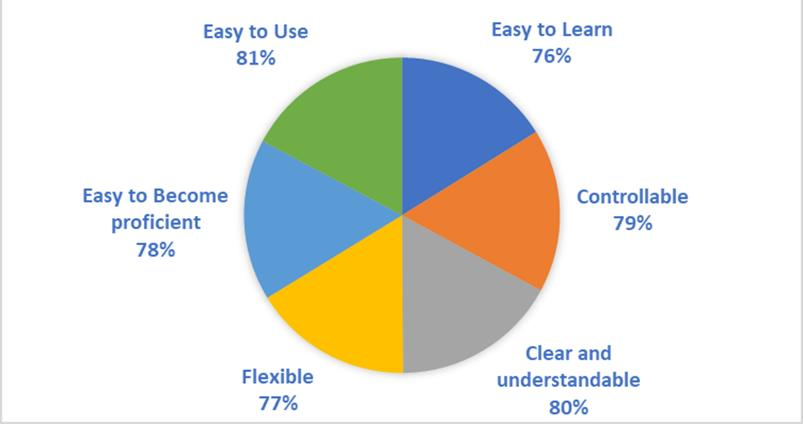 Easy to Use
81%
Easy to Learn
76%
Easy to Become
proficient
78%
Controllable
79%
Flexible
77%
Clear and
understandable
80%